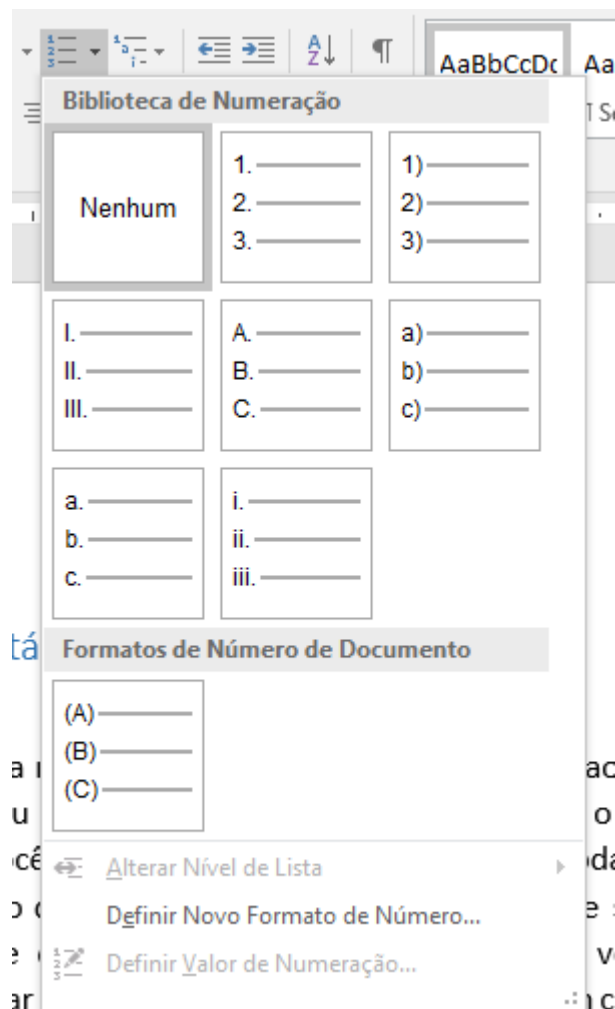 AaBbCcDc Aa
Biblioteca de Numeração
Nenhum
1.
2.
3.
1)
2)
3)
I.
II.
III.
A.
B.
C.
a)
b)
c)
a.
b.
c.
i.
ii.
iii.
Formatos de Número de Documento
(A)
(B)
(C)
Alterar Nível de Lista
Definir Novo Formato de Número...
Definir Valor de Numeração...